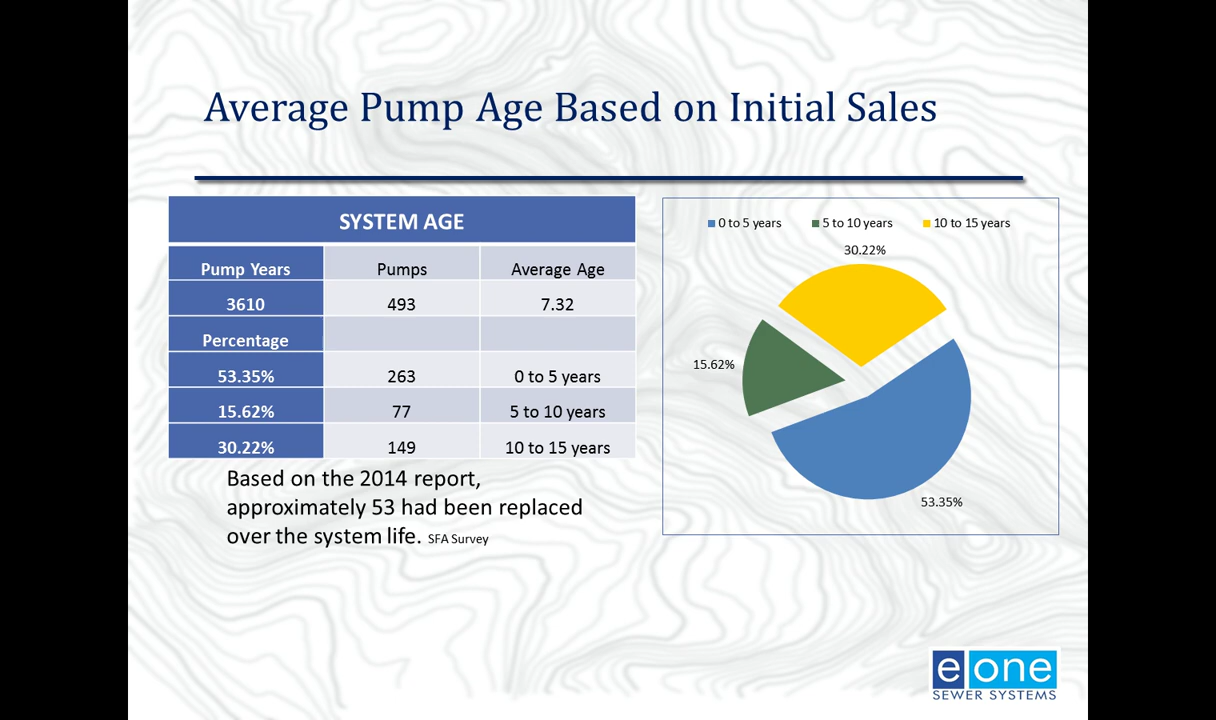 Average Pump Age Based on Initial Sales
SYSTEM AGE
Pump Years Pumps Average Age
3610 493 7.32
Percentage
53.35% 263 0 to 5 years
15.62% 77 5 to 10 years
30.22% 149 10 to 15 years
Based on the 2014 report,
approximately 53 had been replaced
over the system life. SFA Survey
0 to 5 years 5 to 10 years 10 to 15 years
30.22%
15.62%
53.35%
e one
SEWER SYSTEMS